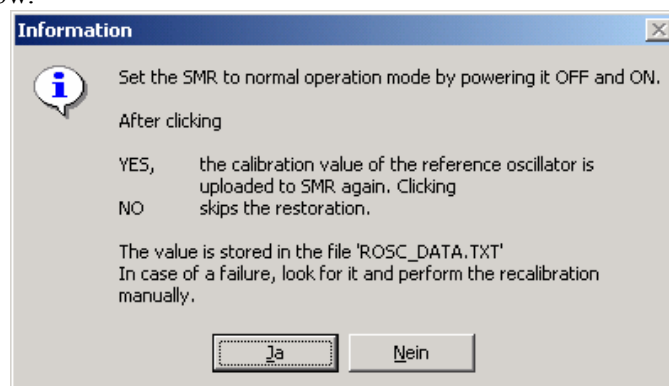 Information
Set the SMR to normal operation mode by powering it OFF and ON.
After clicking
YES, the calibration value of the reference oscillator is
uploaded to SMR again. Clicking
NO skips the restoration.
The value is stored in the file 'ROSC_DATA.TXT'
In case of a failure, look for it and perform the recalibration
manually.
Ja
Nein